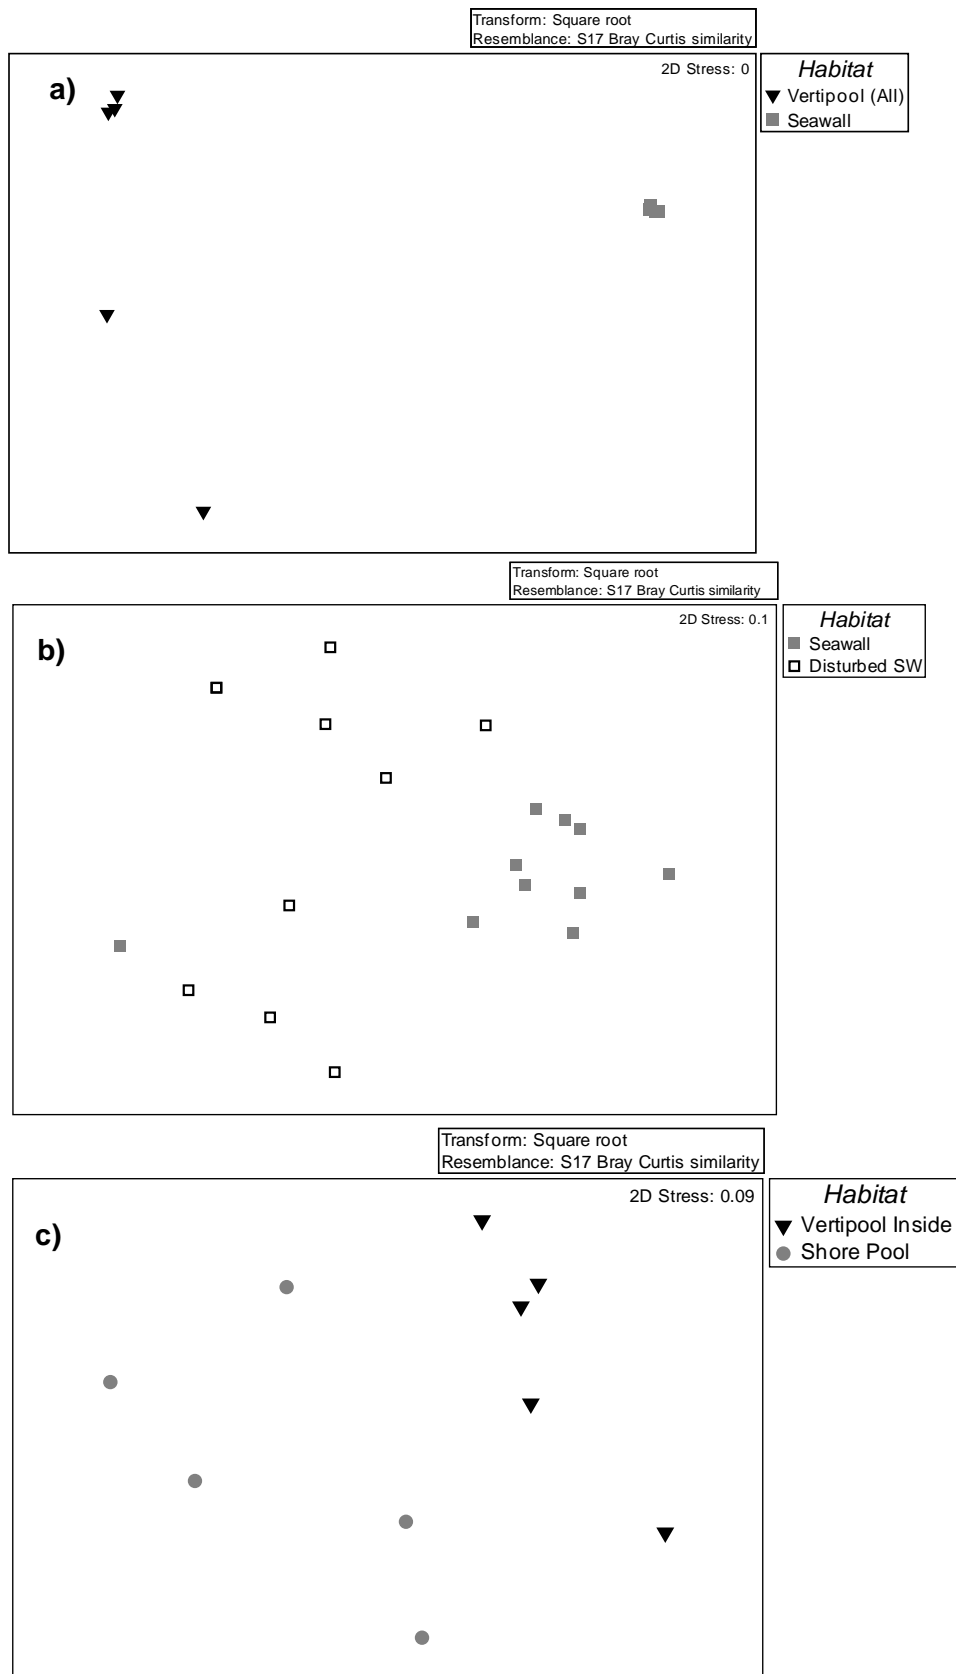 Transform: Square root
Resemblance: S17 Bray Curtis similarity
a)
2D Stress: 0
Habitat
Vertipool (All)
Seawall
Transform: Square root
Resemblance: S17 Bray Curtis similarity
b)
2D Stress: 0.1
Habitat
Seawall
Disturbed SW
Transform: Square root
Resemblance: S17 Bray Curtis similarity
c)
2D Stress: 0.09
Habitat
Vertipool Inside
Shore Pool